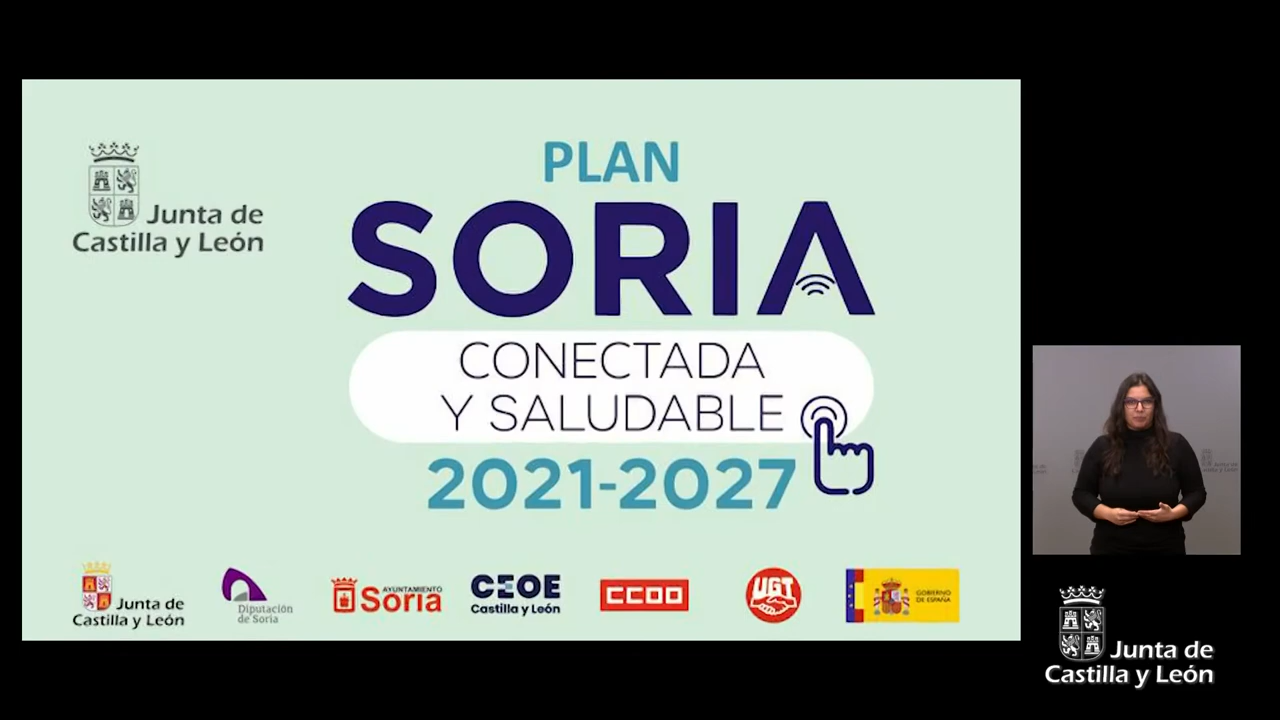 Junta de
Castilla y León
PLAN
SORIA
CONECTADA
Y SALUDABLE
2021-2027
Junta de
Castilla y León
Diputación
de Soria
AYUNTAMIENTO
Soria
CEOE
Castilla y León
CCOO
UGT
GOBIERNO
DE ESPAÑA
Junta de
Castilla y León